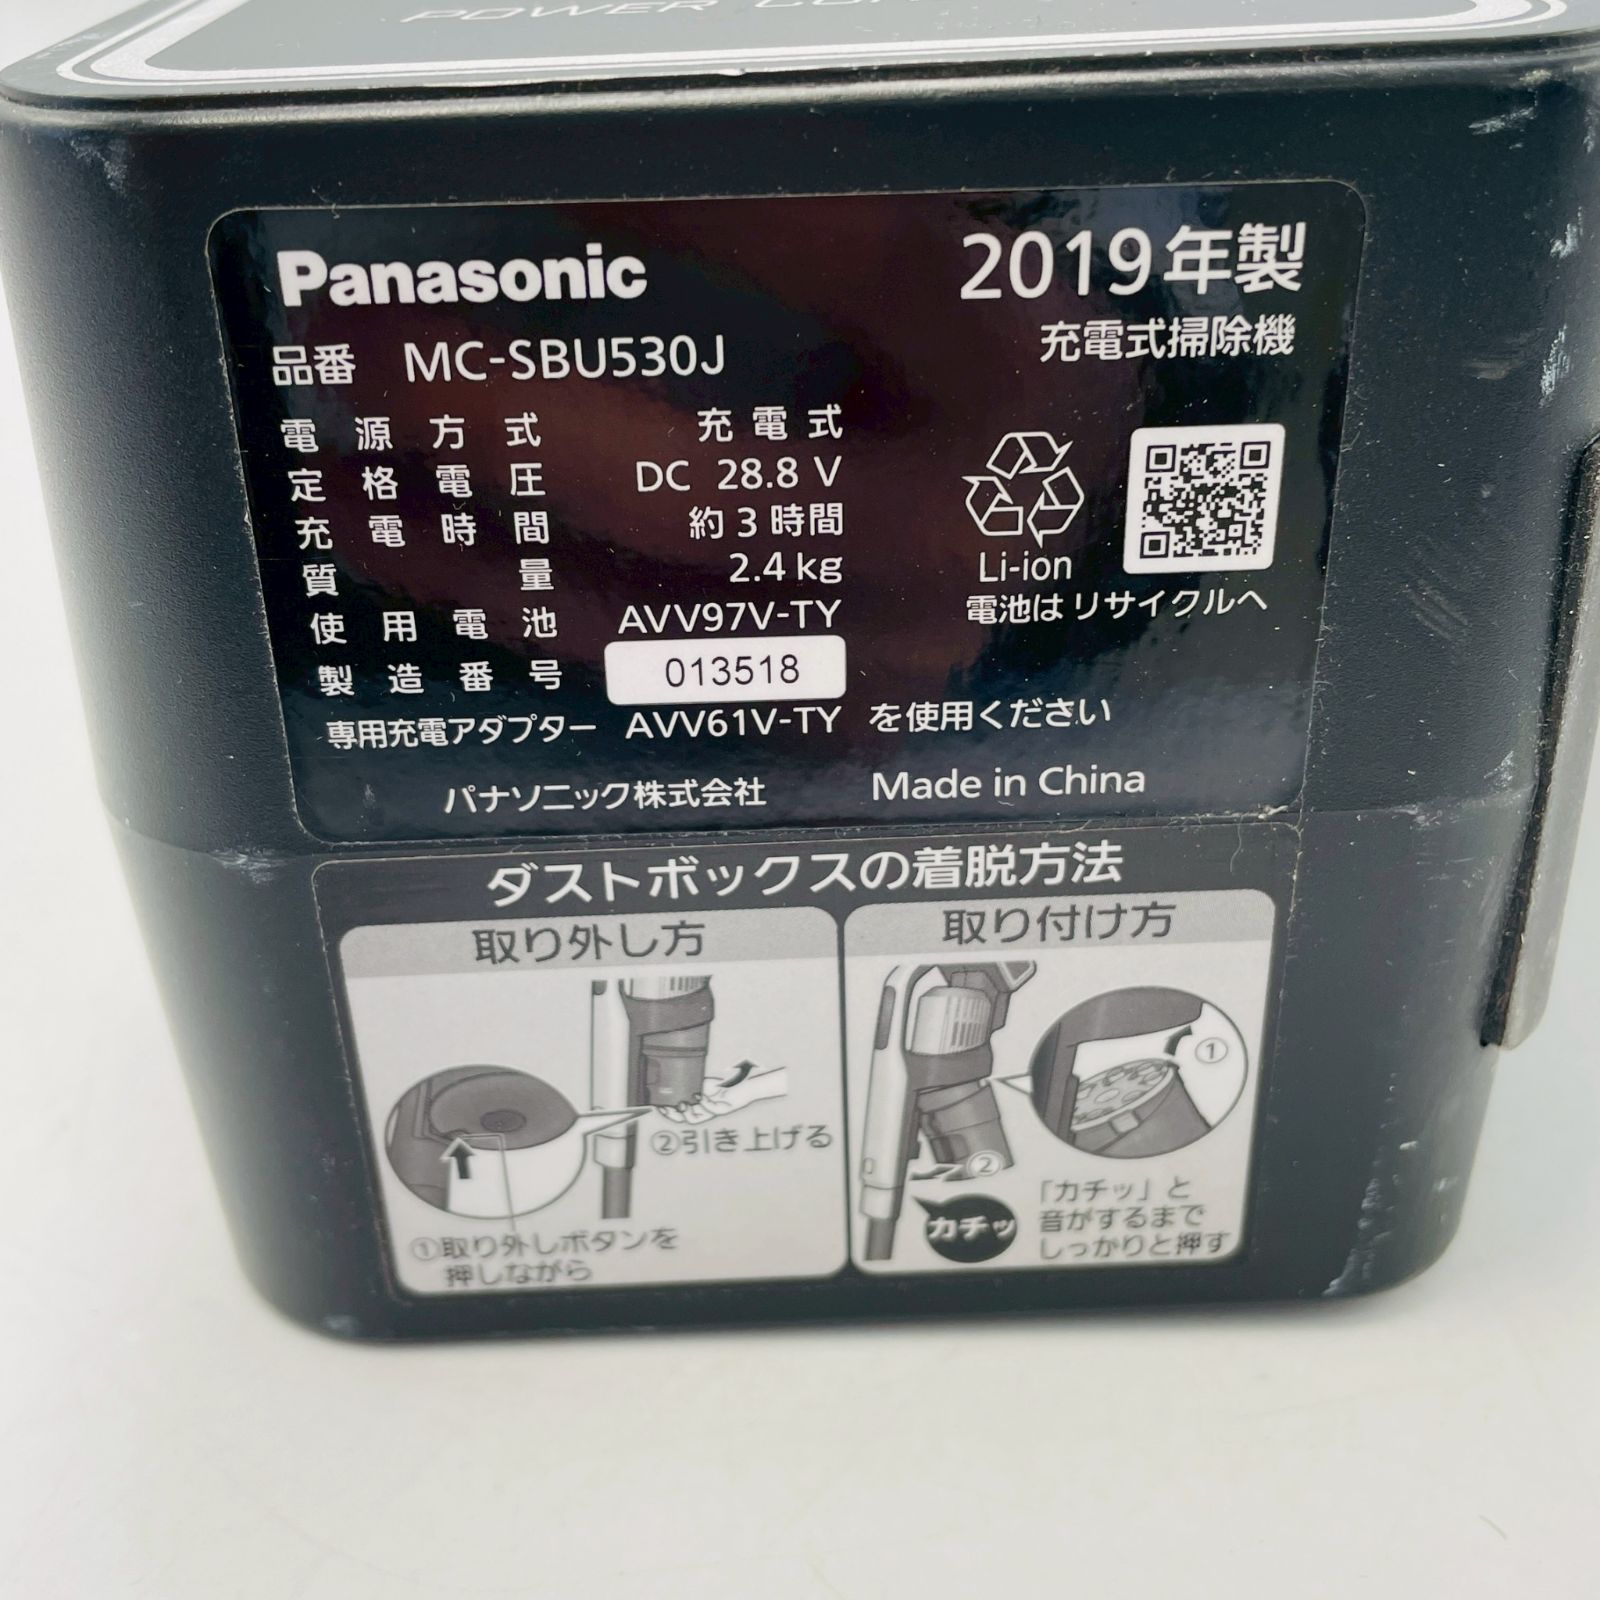 POWER
Panasonic
2019年製
品番 MC-SBU530J
充電式掃除機
電源方式 充電式
定格電圧 DC 28.8 V
充電時間 約3時間
質量 2.4kg
使用電池 AVV97V-TY
製造番号 013518
Li-ion
電池はリサイクルへ
専用充電アダプター AVV61V-TY を使用ください
パナソニック株式会社 Made in China
ダストボックスの着脱方法
取り外し方
②引き上げる
①取り外しボタンを
押しながら
取り付け方
①
②
カチッ
「カチッ」と
音がするまで
しっかりと押す